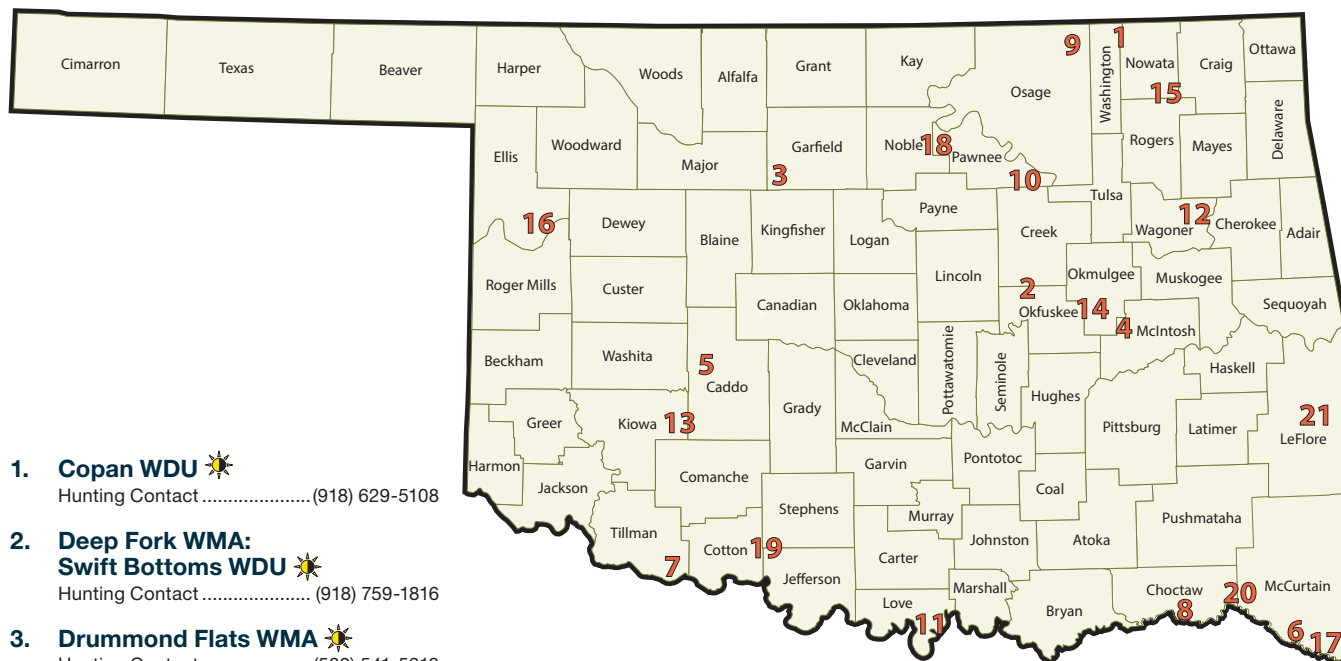 Cimarron
Texas
Beaver
Harper
Woods
Alfalfa
Grant
Kay
Osage
9
Washington
1
Nowata
Craig
Ottawa
15
Ellis
Woodward
Major
Garfield
3
Noble
18
Pawnee
10
Rogers
Mayes
Delaware
16
Dewey
Blaine
Kingfisher
Logan
Payne
Creek
Tulsa
Wagoner
12
Cherokee
Adair
Roger Mills
Custer
Canadian
Oklahoma
Lincoln
2
Okfuskee
Okmulgee
14
Muskogee
4
McIntosh
Sequoyah
Beckham
Washita
5
Caddo
Grady
Cleveland
McClain
Pottawatomie
Seminole
Hughes
Haskell
Pittsburg
Latimer
21
LeFlore
Greer
Kiowa
13
Harmon
Jackson
Comanche
Garvin
Pontotoc
Coal
Tillman
7
Cotton
19
Stephens
Jefferson
Murray
Carter
Johnston
Atoka
Pushmataha
Love
11
Marshall
Bryan
Choctaw
8
20
McCurtain
6
17
1. Copan WDU
Hunting Contact .....................(918) 629-5108
2. Deep Fork WMA:
Swift Bottoms WDU
Hunting Contact ..................... (918) 759-1816
3. Drummond Flats WMA